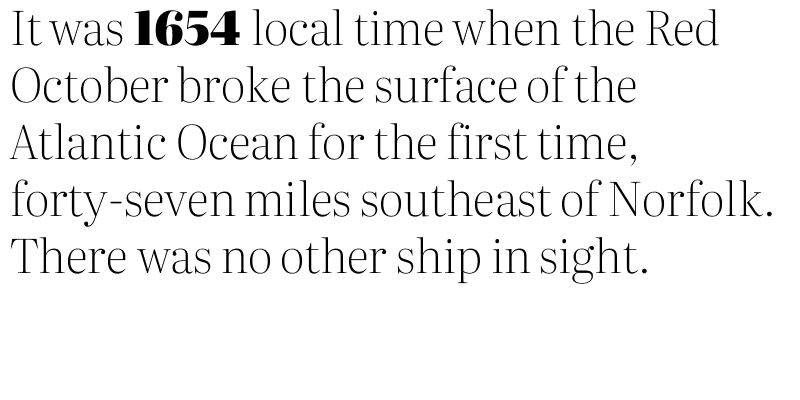 It was 1654 local time when the Red
October broke the surface of the
Atlantic Ocean for the first time,
forty-seven miles southeast of Norfolk.
There was no other ship in sight.